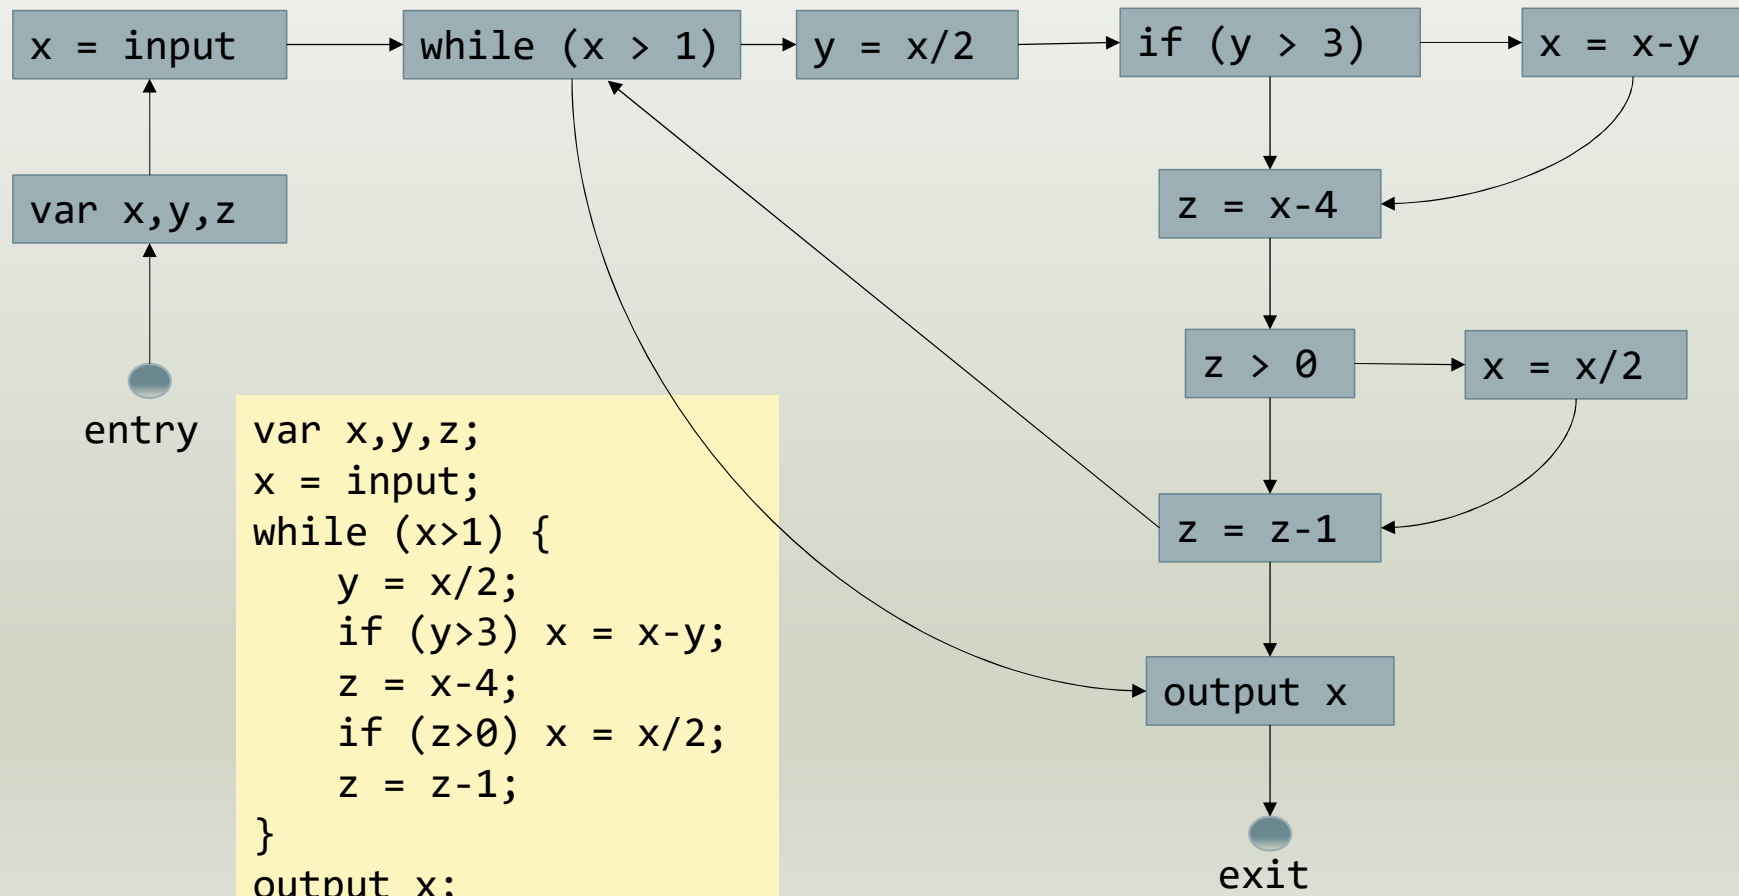 x = input
while (x > 1)
y = x/2
if (y > 3)
x = x-y
var x,y,z
z = x-4
z > 0
x = x/2
entry
z = z-1
output x
exit
var x,y,z;
x = input;
while (x>1) {
y = x/2;
if (y>3) x = x-y;
z = x-4;
if (z>0) x = x/2;
z = z-1;
}
output x;